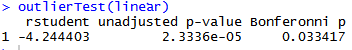 > outlierTest(linear)
rstudent unadjusted p-value Bonferonni p
1 -4.244403 2.3336e-05 0.033417